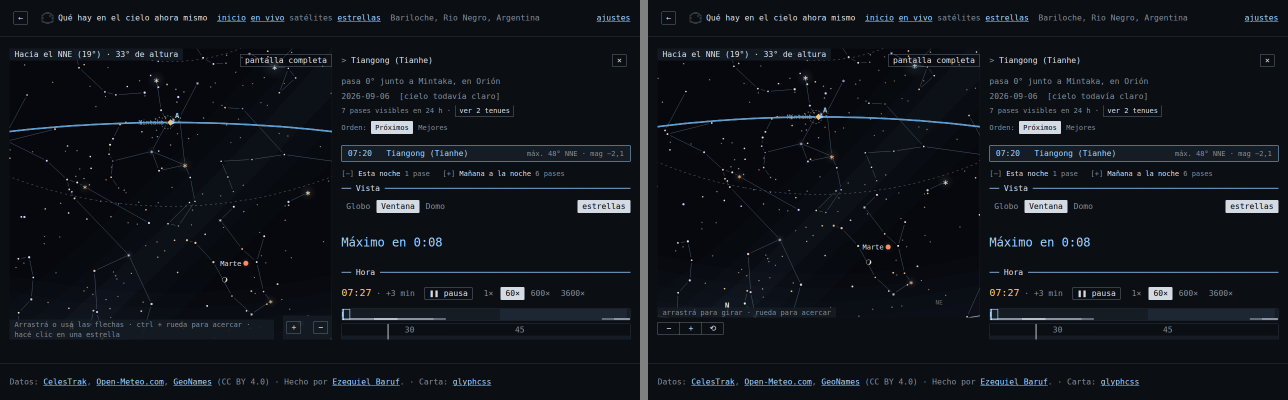 ← Qué hay en el cielo ahora mismo inicio en vivo satélites estrellas Bariloche, Río Negro, Argentina ajustes
Hacia el NNE (19°) · 33° de altura
pantalla completa
A
Mintaka
Marte
Arrastrá o usá las flechas · ctrl + rueda para acercar ·
hacé clic en una estrella
+ −
> Tiangong (Tianhe) ×
pasa 0° junto a Mintaka, en Orión
2026-09-06 [cielo todavía claro]
7 pases visibles en 24 h · ver 2 tenues
Orden: Próximos Mejores
07:20 Tiangong (Tianhe) máx. 48° NNE · mag ~2,1
[−] Esta noche 1 pase [+] Mañana a la noche 6 pases
Vista
Globo Ventana Domo estrellas
Máximo en 0:08
Hora
07:27 · +3 min ❚❚ pausa 1× 60× 600× 3600×
30 45
Datos: CelesTrak, Open-Meteo.com, GeoNames (CC BY 4.0) · Hecho por Ezequiel Baruf. · Carta: glyphcss
← Qué hay en el cielo ahora mismo inicio en vivo satélites estrellas Bariloche, Río Negro, Argentina ajustes
Hacia el NNE (19°) · 33° de altura
pantalla completa
A
Mintaka
Marte
N
NE
arrastrá para girar · rueda para acercar
− + ⟲
> Tiangong (Tianhe) ×
pasa 0° junto a Mintaka, en Orión
2026-09-06 [cielo todavía claro]
7 pases visibles en 24 h · ver 2 tenues
Orden: Próximos Mejores
07:20 Tiangong (Tianhe) máx. 48° NNE · mag ~2,1
[−] Esta noche 1 pase [+] Mañana a la noche 6 pases
Vista
Globo Ventana Domo estrellas
Máximo en 0:08
Hora
07:27 · +3 min ❚❚ pausa 1× 60× 600× 3600×
30 45
Datos: CelesTrak, Open-Meteo.com, GeoNames (CC BY 4.0) · Hecho por Ezequiel Baruf. · Carta: glyphcss